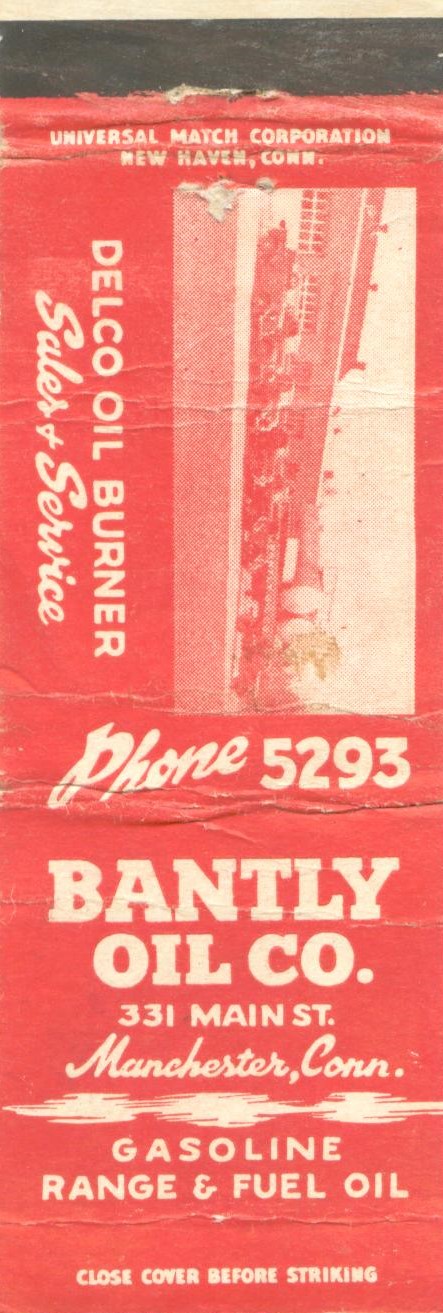 UNIVERSAL MATCH CORPORATION
NEW HAVEN, CONN.
DELCO OIL BURNER
Sales & Service
Phone 5293
BANTLY
OIL CO.
331 MAIN ST.
Manchester, Conn.
GASOLINE
RANGE & FUEL OIL
CLOSE COVER BEFORE STRIKING